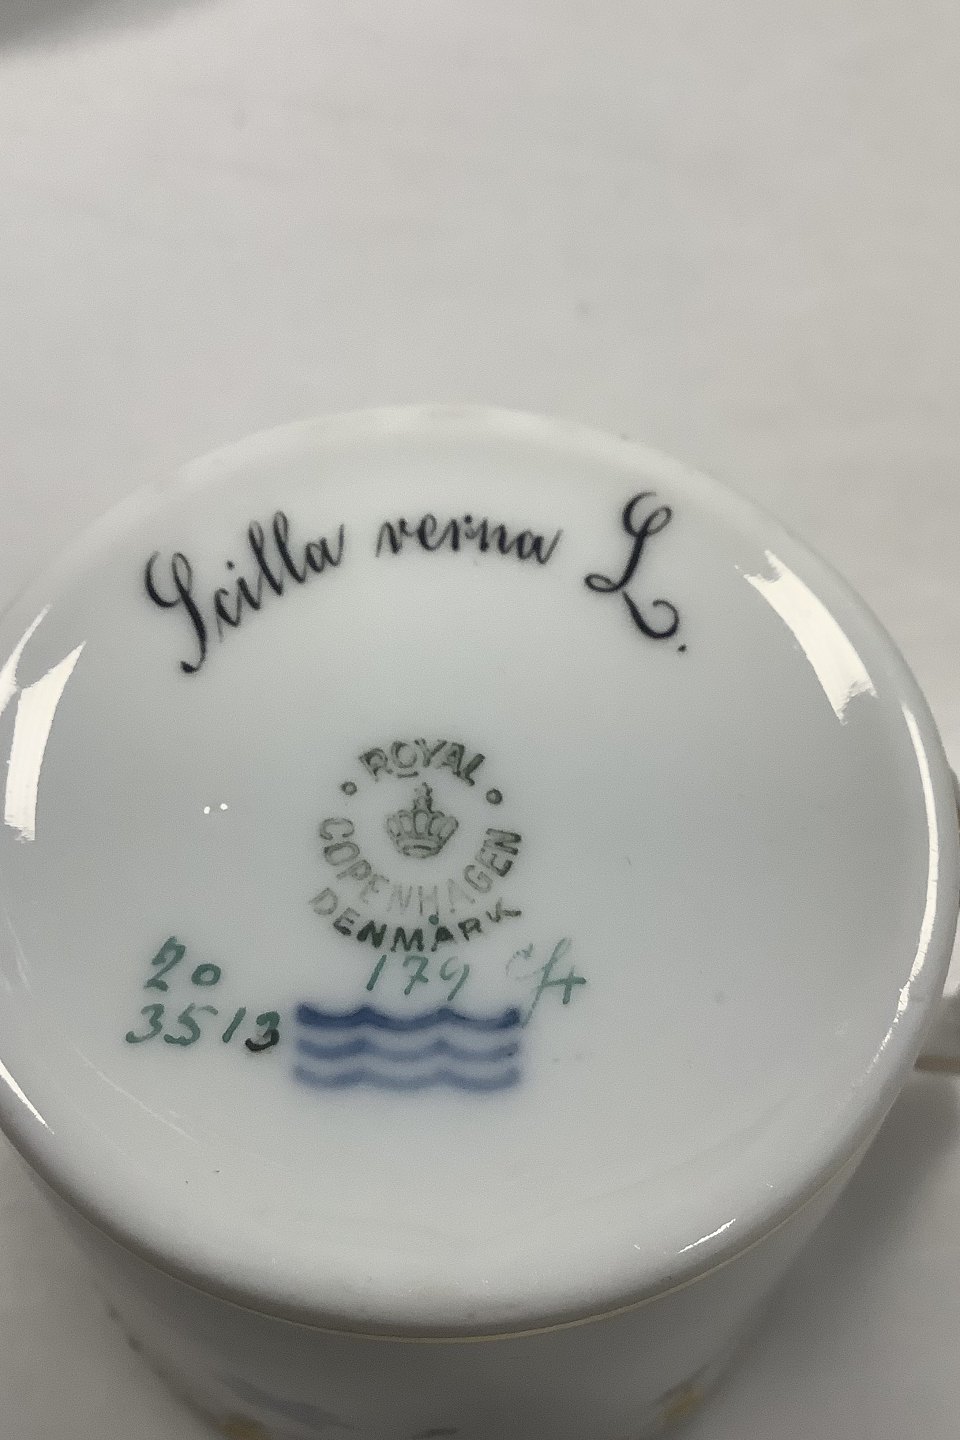 Scilla verna L.
ROYAL
COPENHAGEN
DENMARK
20 179
3513